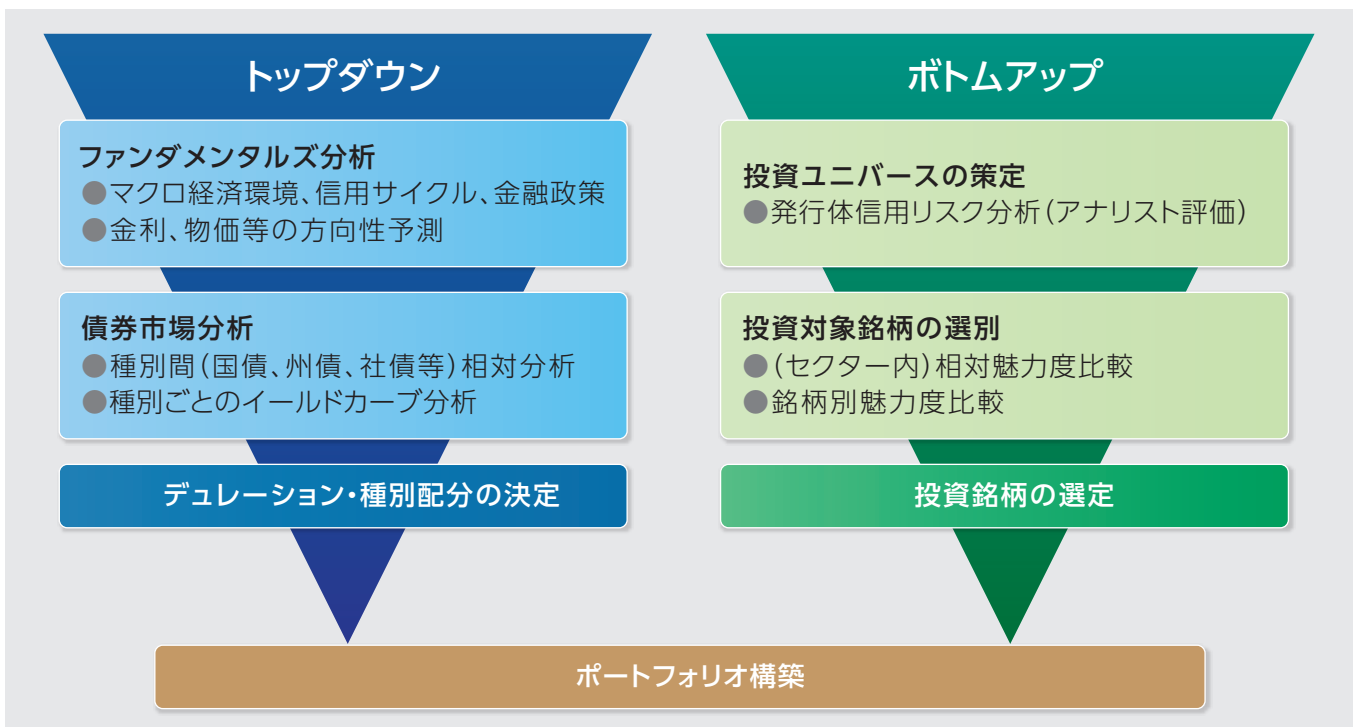 トップダウン
ファンダメンタルズ分析
●マクロ経済環境、信用サイクル、金融政策
●金利、物価等の方向性予測
債券市場分析
●種別間(国債、州債、社債等)相対分析
●種別ごとのイールドカーブ分析
デュレーション・種別配分の決定
ボトムアップ
投資ユニバースの策定
●発行体信用リスク分析(アナリスト評価)
投資対象銘柄の選別
●(セクター内)相対魅力度比較
●銘柄別魅力度比較
投資銘柄の選定
ポートフォリオ構築